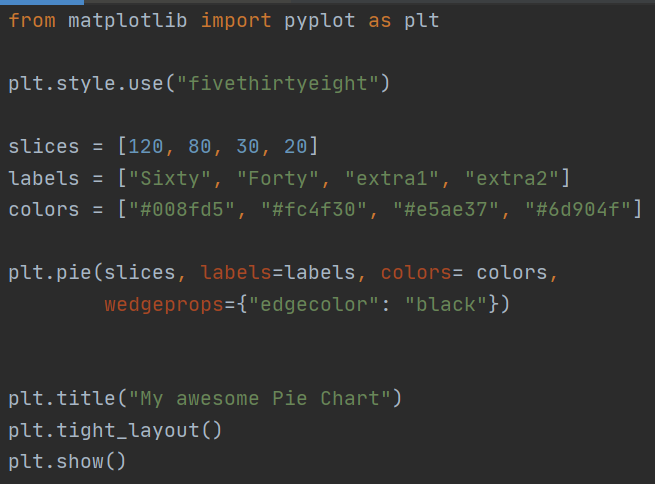 from matplotlib import pyplot as plt
plt.style.use("fivethirtyeight")
slices = [120, 80, 30, 20]
labels = ["Sixty", "Forty", "extra1", "extra2"]
colors = ["#008fd5", "#fc4f30", "#e5ae37", "#6d904f"]
plt.pie(slices, labels=labels, colors= colors,
        wedgeprops={"edgecolor": "black"})
plt.title("My awesome Pie Chart")
plt.tight_layout()
plt.show()